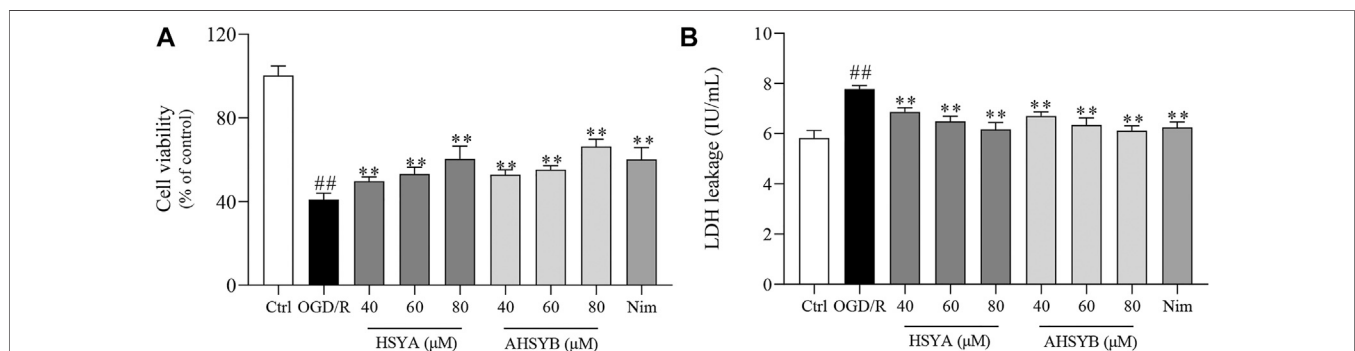 A
Cell viability
(% of control)
120
80
40
0
##
**
**
**
**
**
**
**
Ctrl OGD/R 40 60 80 40 60 80 Nim
HSYA (μM) AHSYB (μM)
B
LDH leakage (IU/mL)
10
8
6
4
2
0
##
**
**
**
**
**
**
**
Ctrl OGD/R 40 60 80 40 60 80 Nim
HSYA (μM) AHSYB (μM)